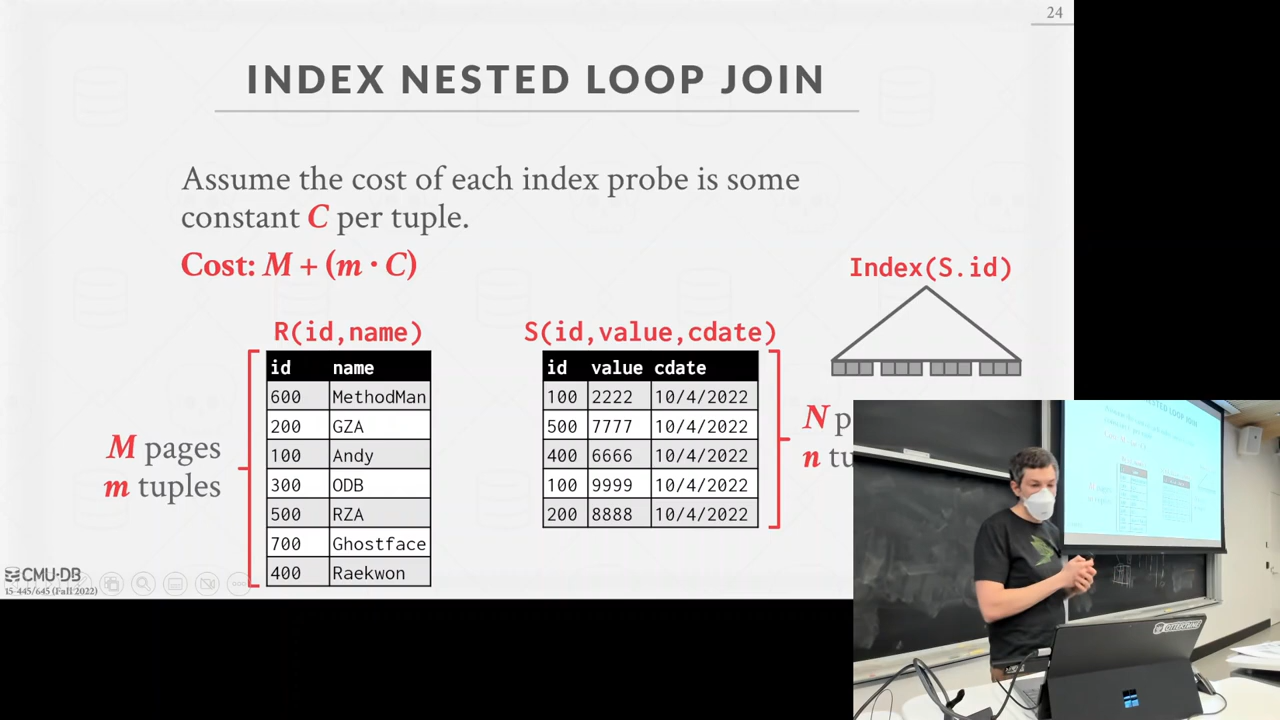 24
INDEX NESTED LOOP JOIN
Assume the cost of each index probe is some
constant C per tuple.
Cost: M + (m · C)
Index(S.id)
R(id,name)
S(id,value,cdate)
id name
600 MethodMan
200 GZA
100 Andy
300 ODB
500 RZA
700 Ghostface
400 Raekwon
id value cdate
100 2222 10/4/2022
500 7777 10/4/2022
400 6666 10/4/2022
100 9999 10/4/2022
200 8888 10/4/2022
M pages
m tuples
N p
n tu
CMU-DB
15-445/645 (Fall 2022)